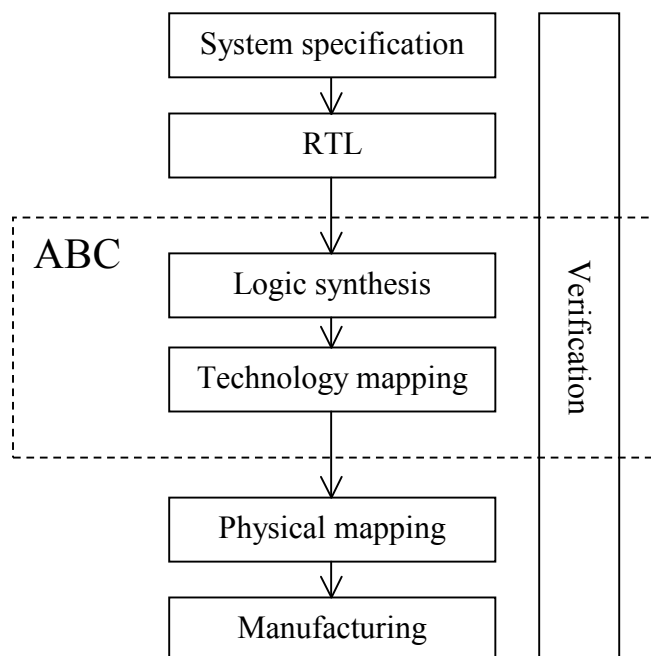 System specification
RTL
ABC
Logic synthesis
Technology mapping
Verification
Physical mapping
Manufacturing